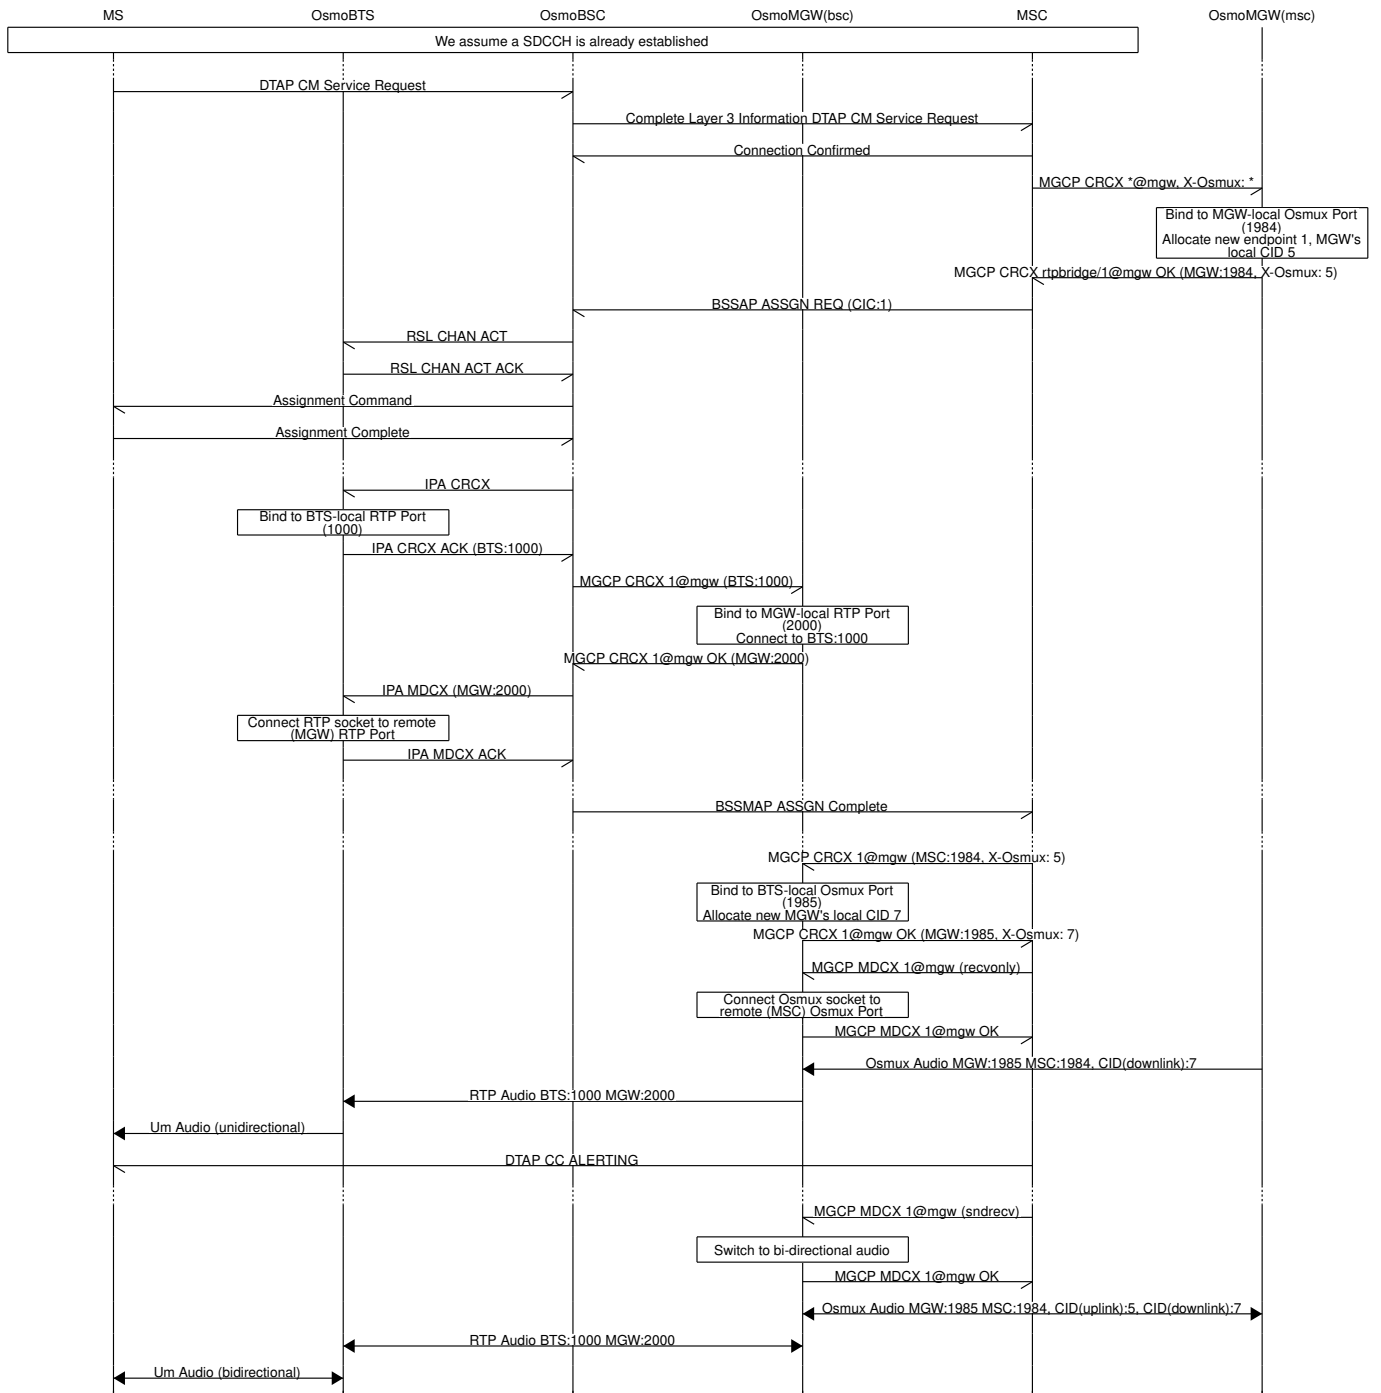 MS OsmoBTS OsmoBSC OsmoMGW(bsc) MSC OsmoMGW(msc)
We assume a SDCCH is already established
DTAP CM Service Request
Complete Layer 3 Information DTAP CM Service Request
Connection Confirmed
MGCP CRCX *@mgw, X-Osmux: *
Bind to MGW-local Osmux Port
(1984)
Allocate new endpoint 1, MGW's
local CID 5
MGCP CRCX rtpbridge/1@mgw OK (MGW:1984, X-Osmux: 5)
BSSAP ASSGN REQ (CIC:1)
RSL CHAN ACT
RSL CHAN ACT ACK
Assignment Command
Assignment Complete
IPA CRCX
Bind to BTS-local RTP Port
(1000)
IPA CRCX ACK (BTS:1000)
MGCP CRCX 1@mgw (BTS:1000)
Bind to MGW-local RTP Port
(2000)
Connect to BTS:1000
MGCP CRCX 1@mgw OK (MGW:2000)
IPA MDCX (MGW:2000)
Connect RTP socket to remote
(MGW) RTP Port
IPA MDCX ACK
BSSMAP ASSGN Complete
MGCP CRCX 1@mgw (MSC:1984, X-Osmux: 5)
Bind to BTS-local Osmux Port
(1985)
Allocate new MGW's local CID 7
MGCP CRCX 1@mgw OK (MGW:1985, X-Osmux: 7)
MGCP MDCX 1@mgw (recvonly)
Connect Osmux socket to
remote (MSC) Osmux Port
MGCP MDCX 1@mgw OK
Osmux Audio MGW:1985 MSC:1984, CID(downlink):7
RTP Audio BTS:1000 MGW:2000
Um Audio (unidirectional)
DTAP CC ALERTING
MGCP MDCX 1@mgw (sndrecv)
Switch to bi-directional audio
MGCP MDCX 1@mgw OK
Osmux Audio MGW:1985 MSC:1984, CID(uplink):5, CID(downlink):7
RTP Audio BTS:1000 MGW:2000
Um Audio (bidirectional)